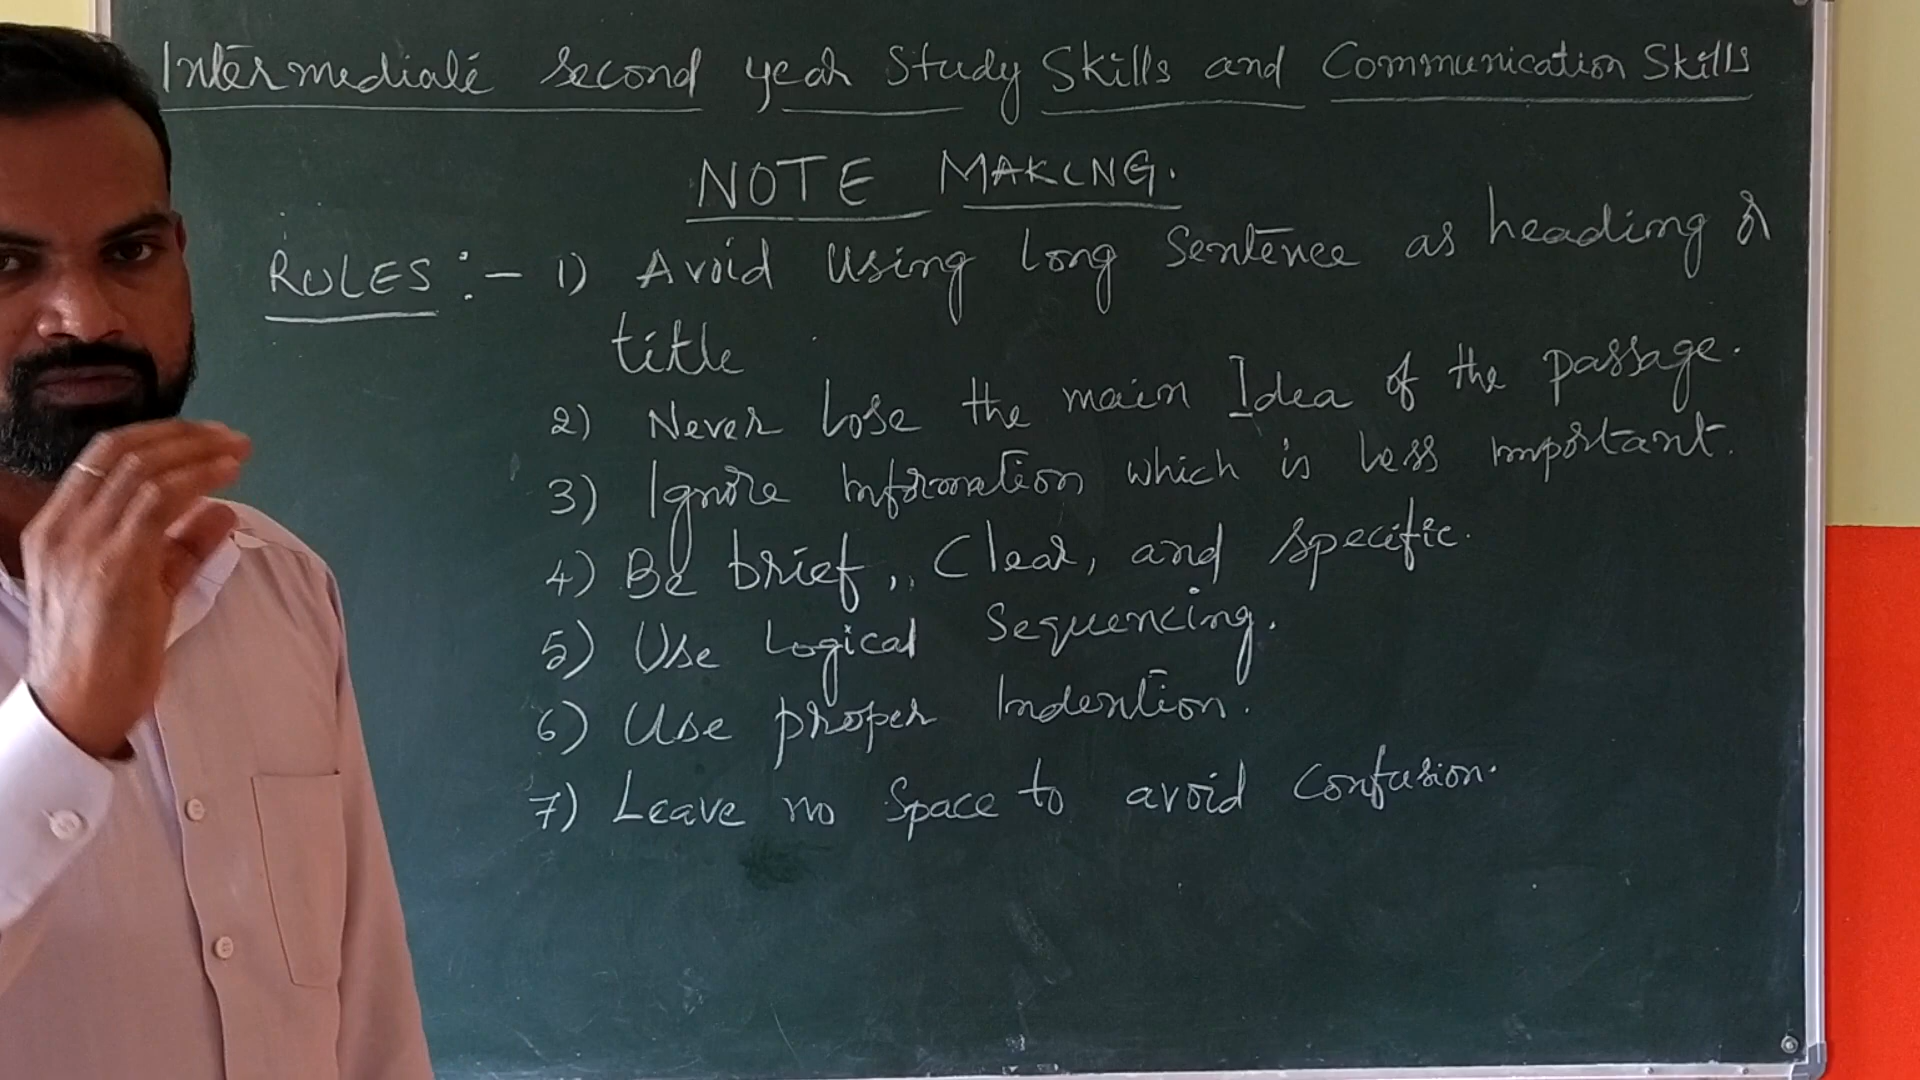 Intermediate second year Study Skills and Communication Skills
NOTE MAKING.
RULES :- 1) Avoid using long Sentence as heading or
title
2) Never lose the main Idea of the passage.
3) Ignore Information which is less important.
4) Be brief, Clear, and specific.
5) Use Logical Sequencing.
6) Use proper Indention.
7) Leave no Space to avoid confusion.